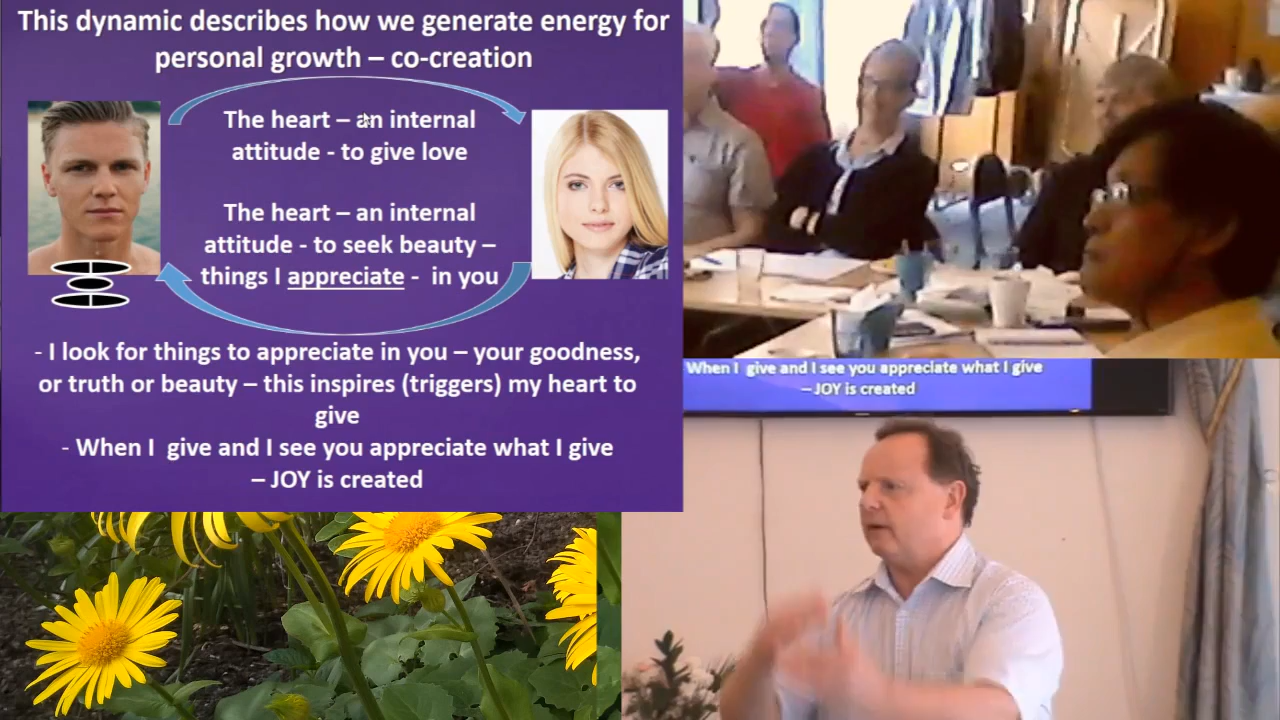 This dynamic describes how we generate energy for
personal growth – co-creation
The heart – an internal
attitude - to give love
The heart – an internal
attitude - to seek beauty –
things I appreciate - in you
- I look for things to appreciate in you – your goodness,
or truth or beauty – this inspires (triggers) my heart to
give
- When I give and I see you appreciate what I give
– JOY is created
When I give and I see you appreciate what I give
– JOY is created